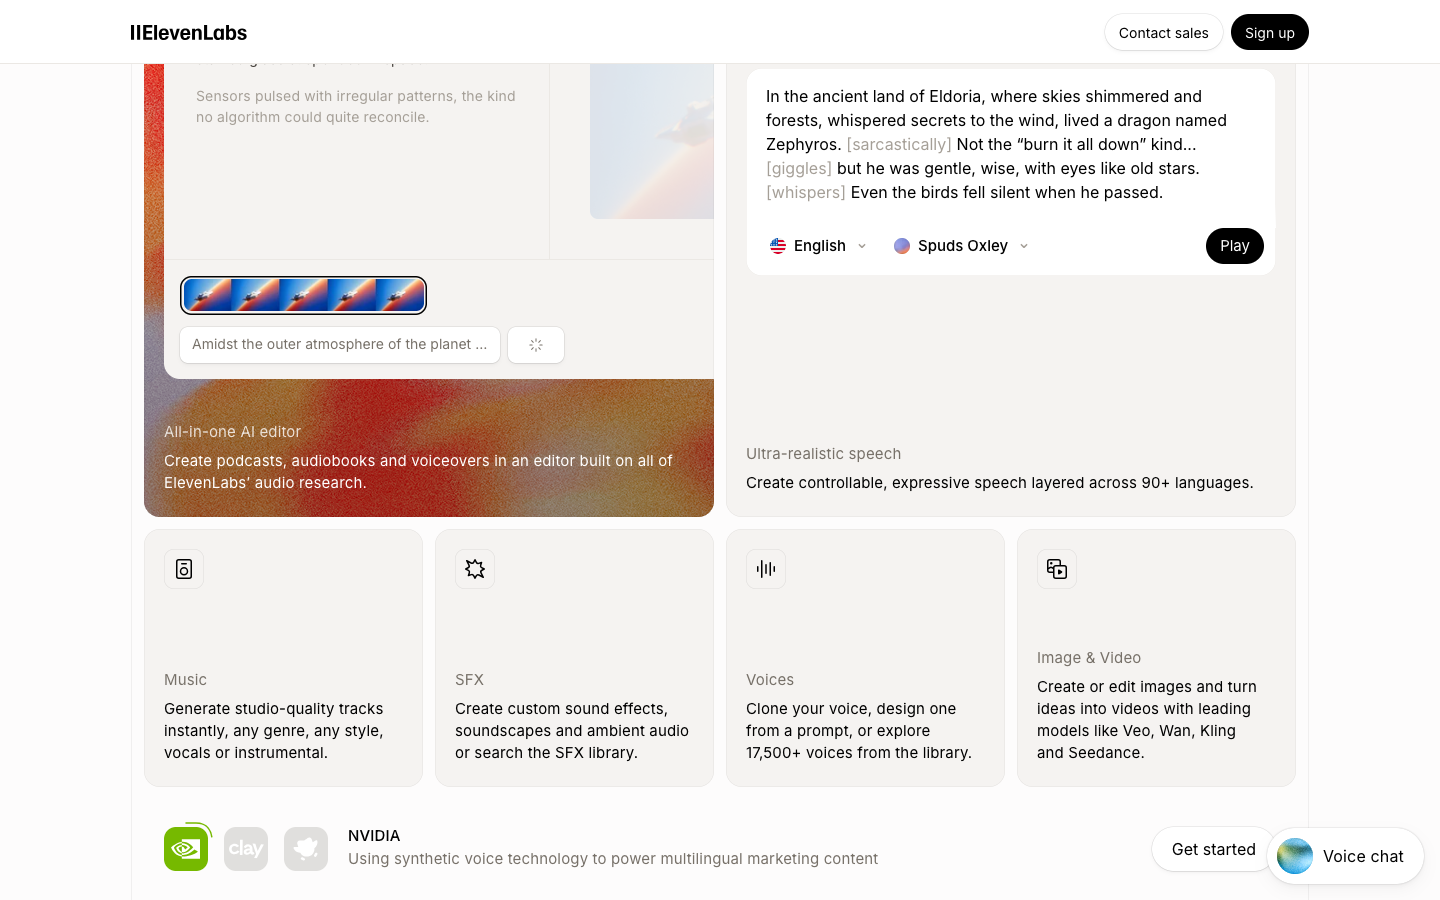 IIElevenLabs
Contact sales
Sign up
Sensors pulsed with irregular patterns, the kind
no algorithm could quite reconcile.
Amidst the outer atmosphere of the planet ...
All-in-one AI editor
Create podcasts, audiobooks and voiceovers in an editor built on all of
ElevenLabs’ audio research.
In the ancient land of Eldoria, where skies shimmered and
forests, whispered secrets to the wind, lived a dragon named
Zephyros. [sarcastically] Not the “burn it all down” kind...
[giggles] but he was gentle, wise, with eyes like old stars.
[whispers] Even the birds fell silent when he passed.
English
Spuds Oxley
Play
Ultra-realistic speech
Create controllable, expressive speech layered across 90+ languages.
Music
Generate studio-quality tracks
instantly, any genre, any style,
vocals or instrumental.
SFX
Create custom sound effects,
soundscapes and ambient audio
or search the SFX library.
Voices
Clone your voice, design one
from a prompt, or explore
17,500+ voices from the library.
Image & Video
Create or edit images and turn
ideas into videos with leading
models like Veo, Wan, Kling
and Seedance.
clay
NVIDIA
Using synthetic voice technology to power multilingual marketing content
Get started
Voice chat